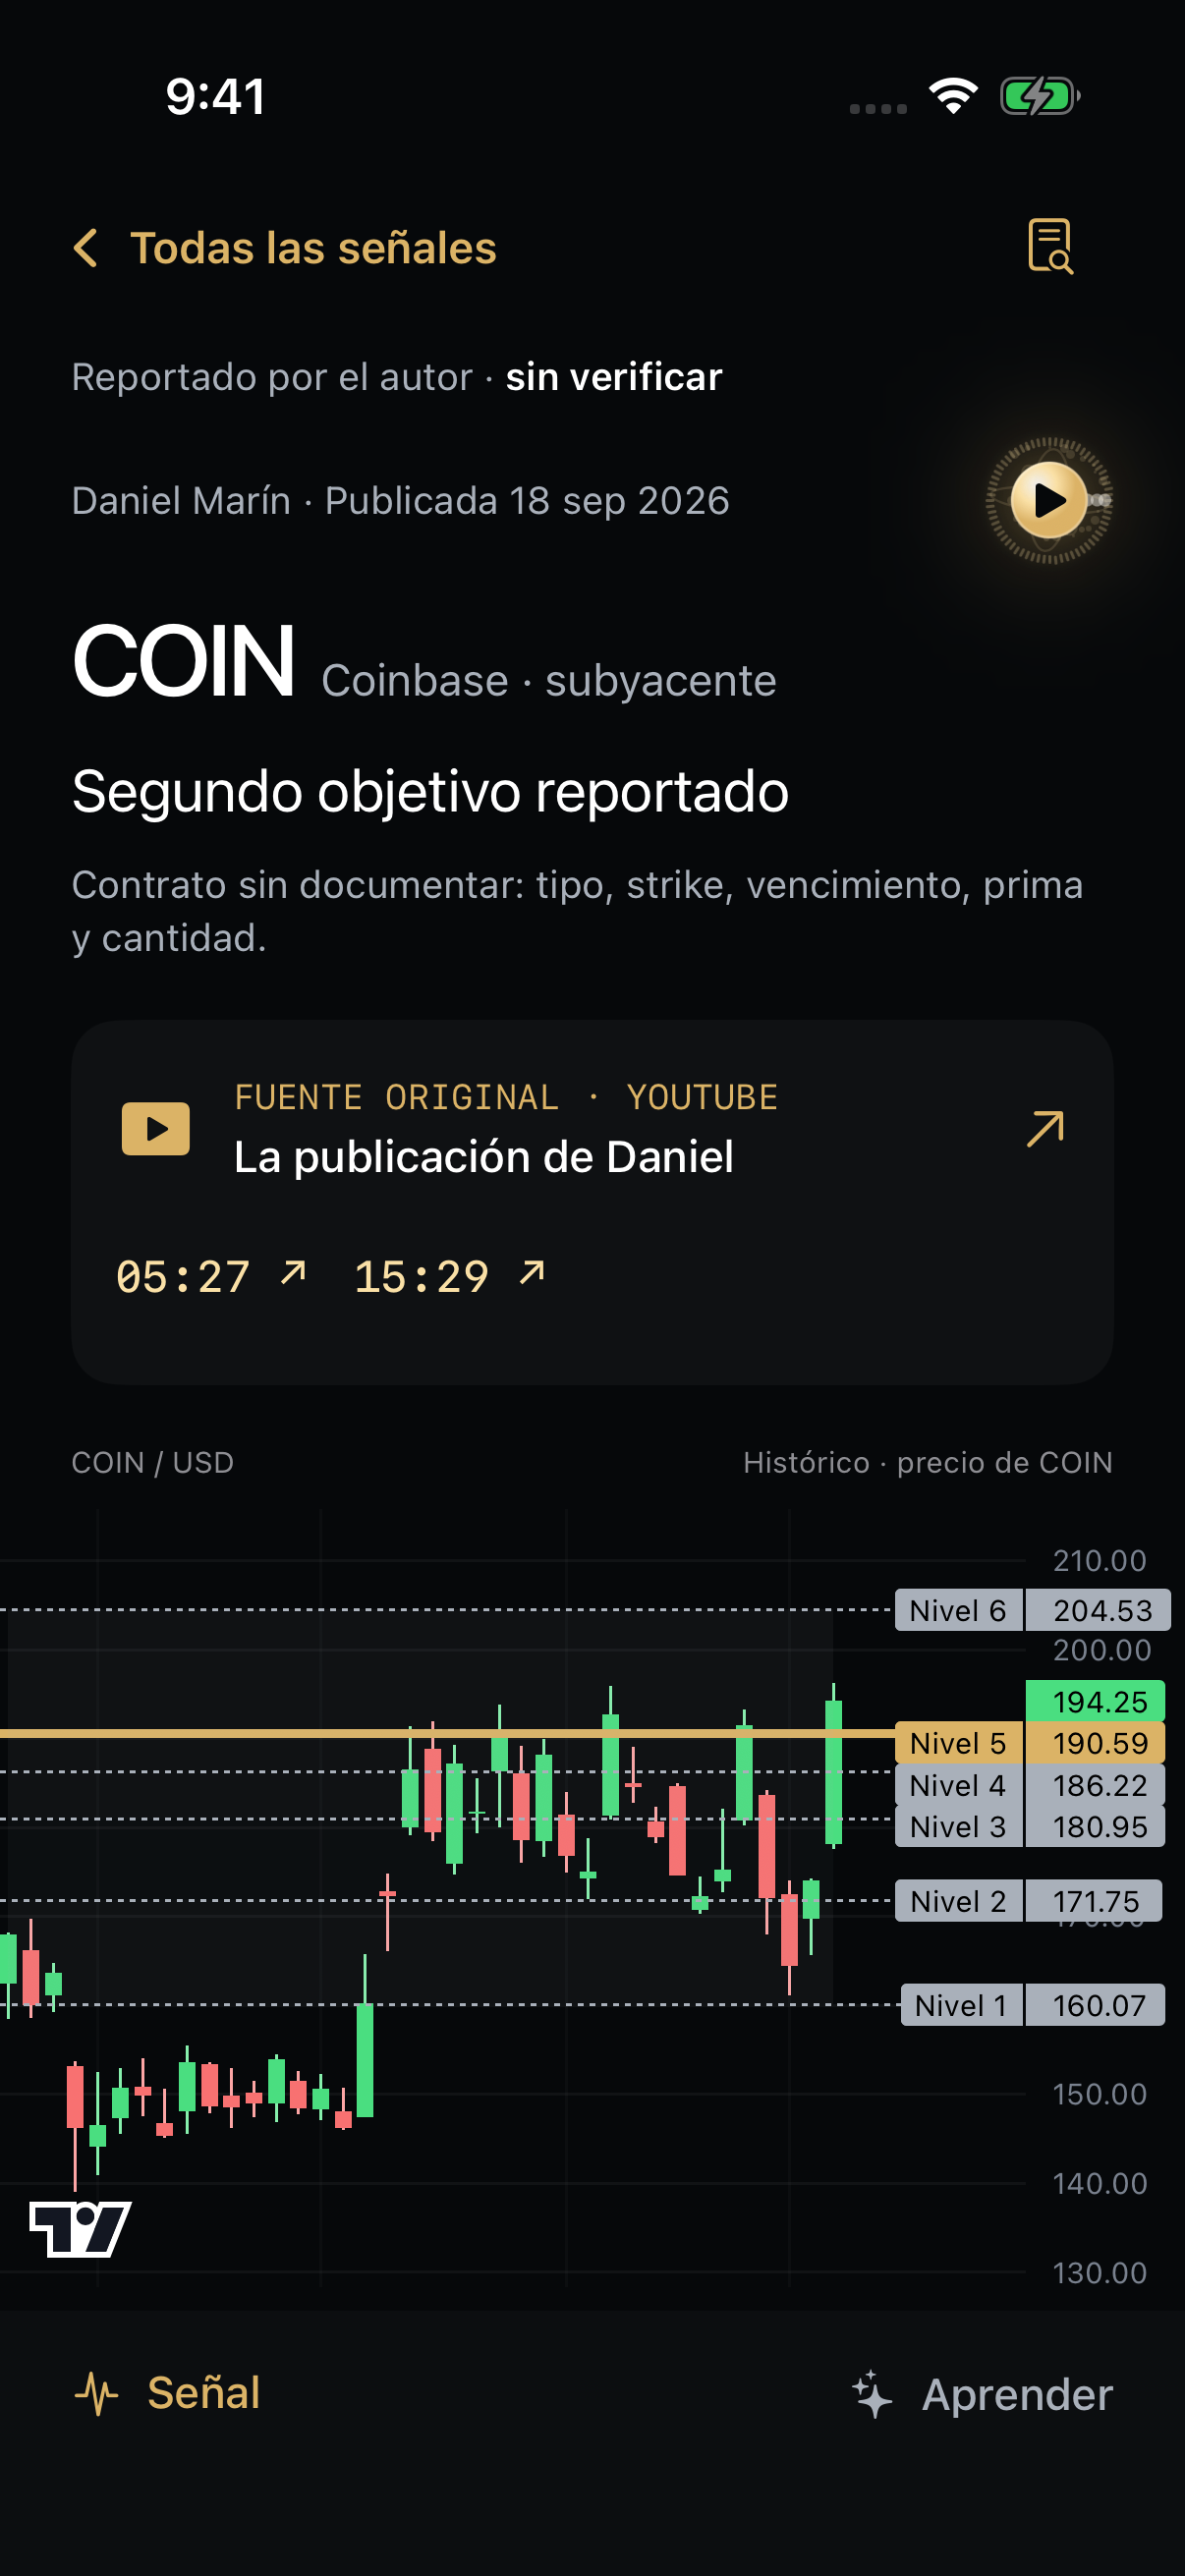 9:41
Todas las señales
Reportado por el autor · sin verificar
Daniel Marín · Publicada 18 sep 2026
COIN Coinbase · subyacente
Segundo objetivo reportado
Contrato sin documentar: tipo, strike, vencimiento, prima
y cantidad.
FUENTE ORIGINAL · YOUTUBE
La publicación de Daniel
05:27 ↗ 15:29 ↗
COIN / USD Histórico · precio de COIN
210.00
Nivel 6 204.53
200.00
194.25
Nivel 5 190.59
Nivel 4 186.22
Nivel 3 180.95
Nivel 2 171.75
Nivel 1 160.07
150.00
140.00
130.00
Señal Aprender